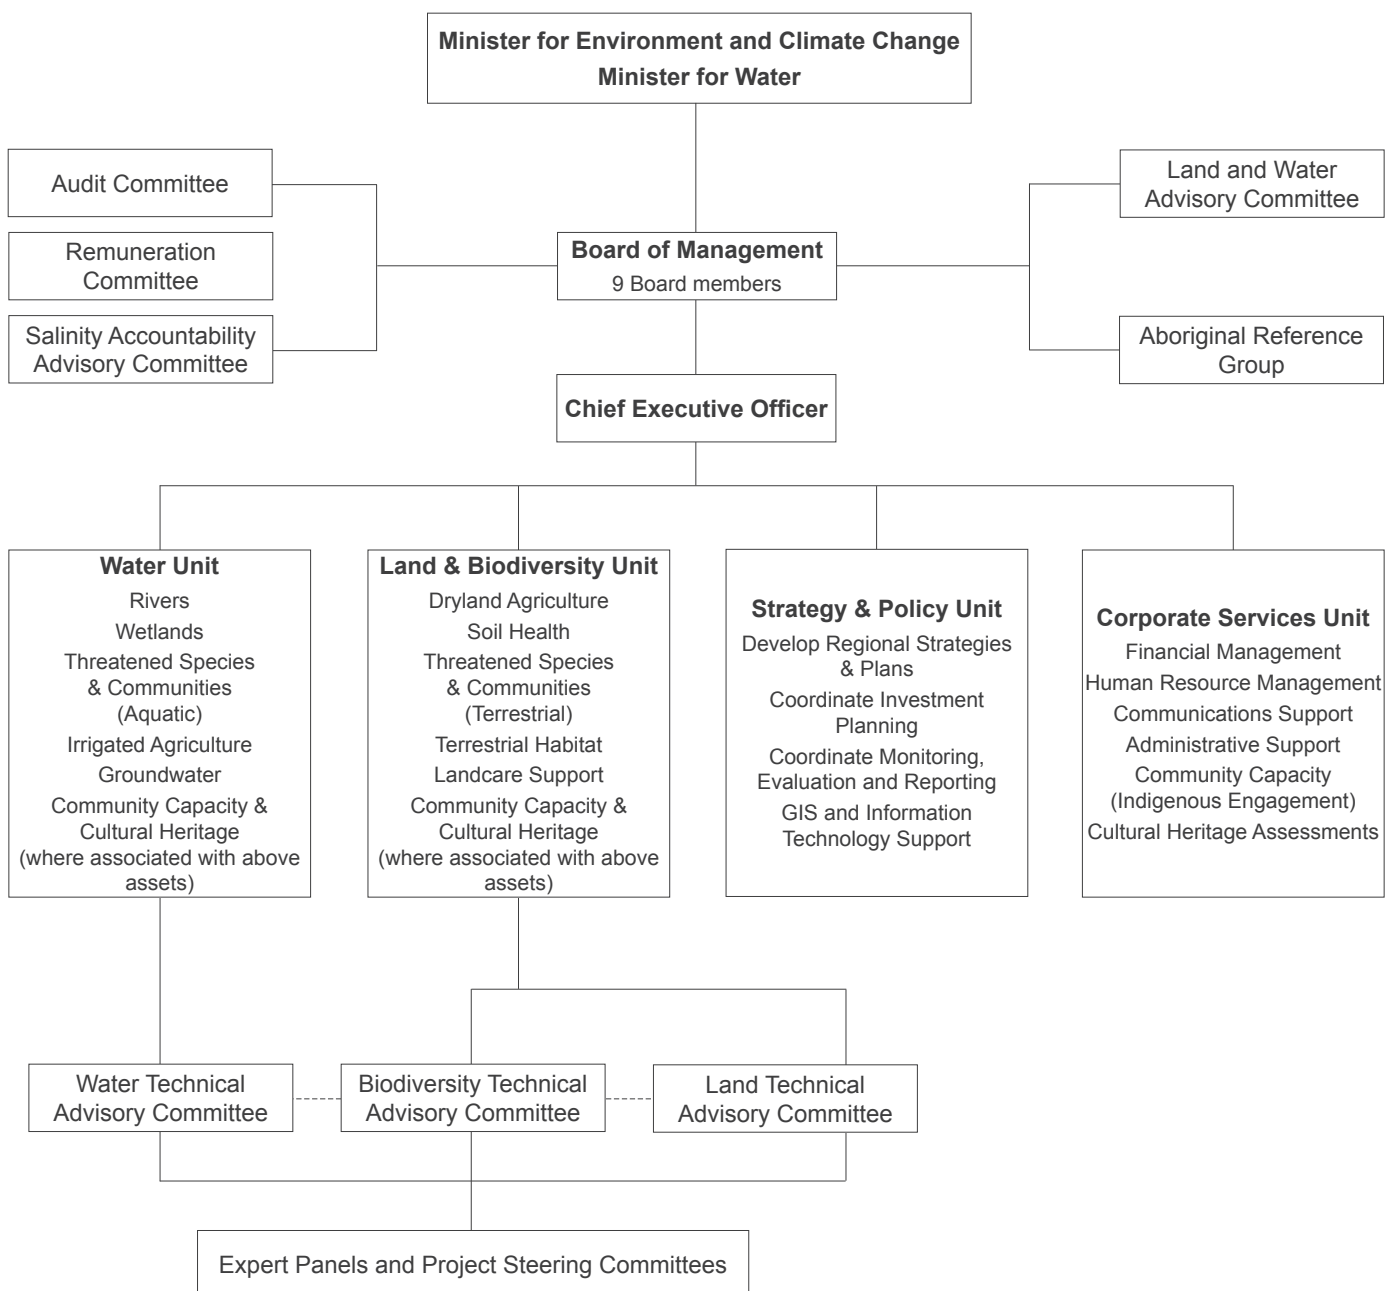 Minister for Environment and Climate Change
Minister for Water
Audit Committee
Remuneration
Committee
Salinity Accountability
Advisory Committee
Board of Management
9 Board members
Land and Water
Advisory Committee
Aboriginal Reference
Group
Chief Executive Officer
Water Unit
Rivers
Wetlands
Threatened Species
& Communities
(Aquatic)
Irrigated Agriculture
Groundwater
Community Capacity &
Cultural Heritage
(where associated with above
assets)
Land & Biodiversity Unit
Dryland Agriculture
Soil Health
Threatened Species
& Communities
(Terrestrial)
Terrestrial Habitat
Landcare Support
Community Capacity &
Cultural Heritage
(where associated with above
assets)
Strategy & Policy Unit
Develop Regional Strategies
& Plans
Coordinate Investment
Planning
Coordinate Monitoring,
Evaluation and Reporting
GIS and Information
Technology Support
Corporate Services Unit
Financial Management
Human Resource Management
Communications Support
Administrative Support
Community Capacity
(Indigenous Engagement)
Cultural Heritage Assessments
Water Technical
Advisory Committee
Biodiversity Technical
Advisory Committee
Land Technical
Advisory Committee
Expert Panels and Project Steering Committees